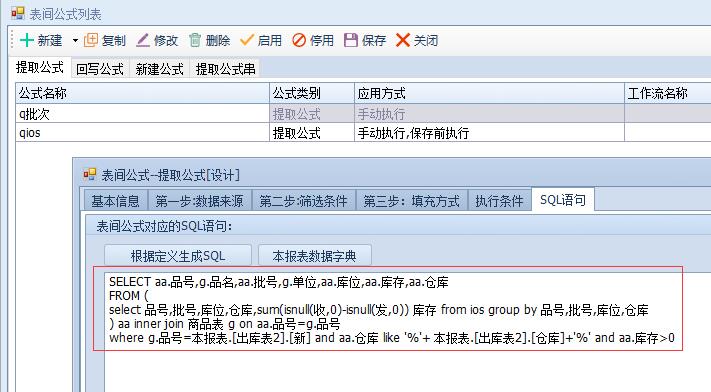 表间公式列表
新建 复制 修改 删除 启用 停用 保存 关闭
提取公式 回写公式 新建公式 提取公式串
公式名称 公式类别 应用方式 工作流名称
q批次 提取公式 手动执行
qios 提取公式 手动执行,保存前执行
表间公式--提取公式[设计]
基本信息 第一步:数据来源 第二步:筛选条件 第三步：填充方式 执行条件 SQL语句
表间公式对应的SQL语句:
根据定义生成SQL 本报表数据字典
SELECT aa.品号,g.品名,aa.批号,g.单位,aa.库位,aa.库存,aa.仓库
FROM (
select 品号,批号,库位,仓库,sum(isnull(收,0)-isnull(发,0)) 库存 from ios group by 品号,批号,库位,仓库
) aa inner join 商品表 g on aa.品号=g.品号
where g.品号=本报表.[出库表2].[新] and aa.仓库 like '%'+ 本报表.[出库表2].[仓库]+'%' and aa.库存>0